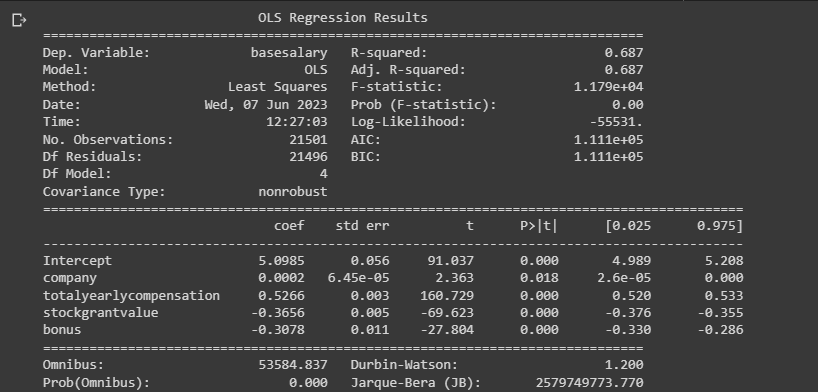 OLS Regression Results
==============================================================================
Dep. Variable: basesalary R-squared: 0.687
Model: OLS Adj. R-squared: 0.687
Method: Least Squares F-statistic: 1.179e+04
Date: Wed, 07 Jun 2023 Prob (F-statistic): 0.00
Time: 12:27:03 Log-Likelihood: -55531.
No. Observations: 21501 AIC: 1.111e+05
Df Residuals: 21496 BIC: 1.111e+05
Df Model: 4
Covariance Type: nonrobust
===========================================================================================
coef std err t P>|t| [0.025 0.975]
-------------------------------------------------------------------------------------------
Intercept 5.0985 0.056 91.037 0.000 4.989 5.208
company 0.0002 6.45e-05 2.363 0.018 2.6e-05 0.000
totalyearlycompensation 0.5266 0.003 160.729 0.000 0.520 0.533
stockgrantvalue -0.3656 0.005 -69.623 0.000 -0.376 -0.355
bonus -0.3078 0.011 -27.804 0.000 -0.330 -0.286
==============================================================================
Omnibus: 53584.837 Durbin-Watson: 1.200
Prob(Omnibus): 0.000 Jarque-Bera (JB): 2579749773.770